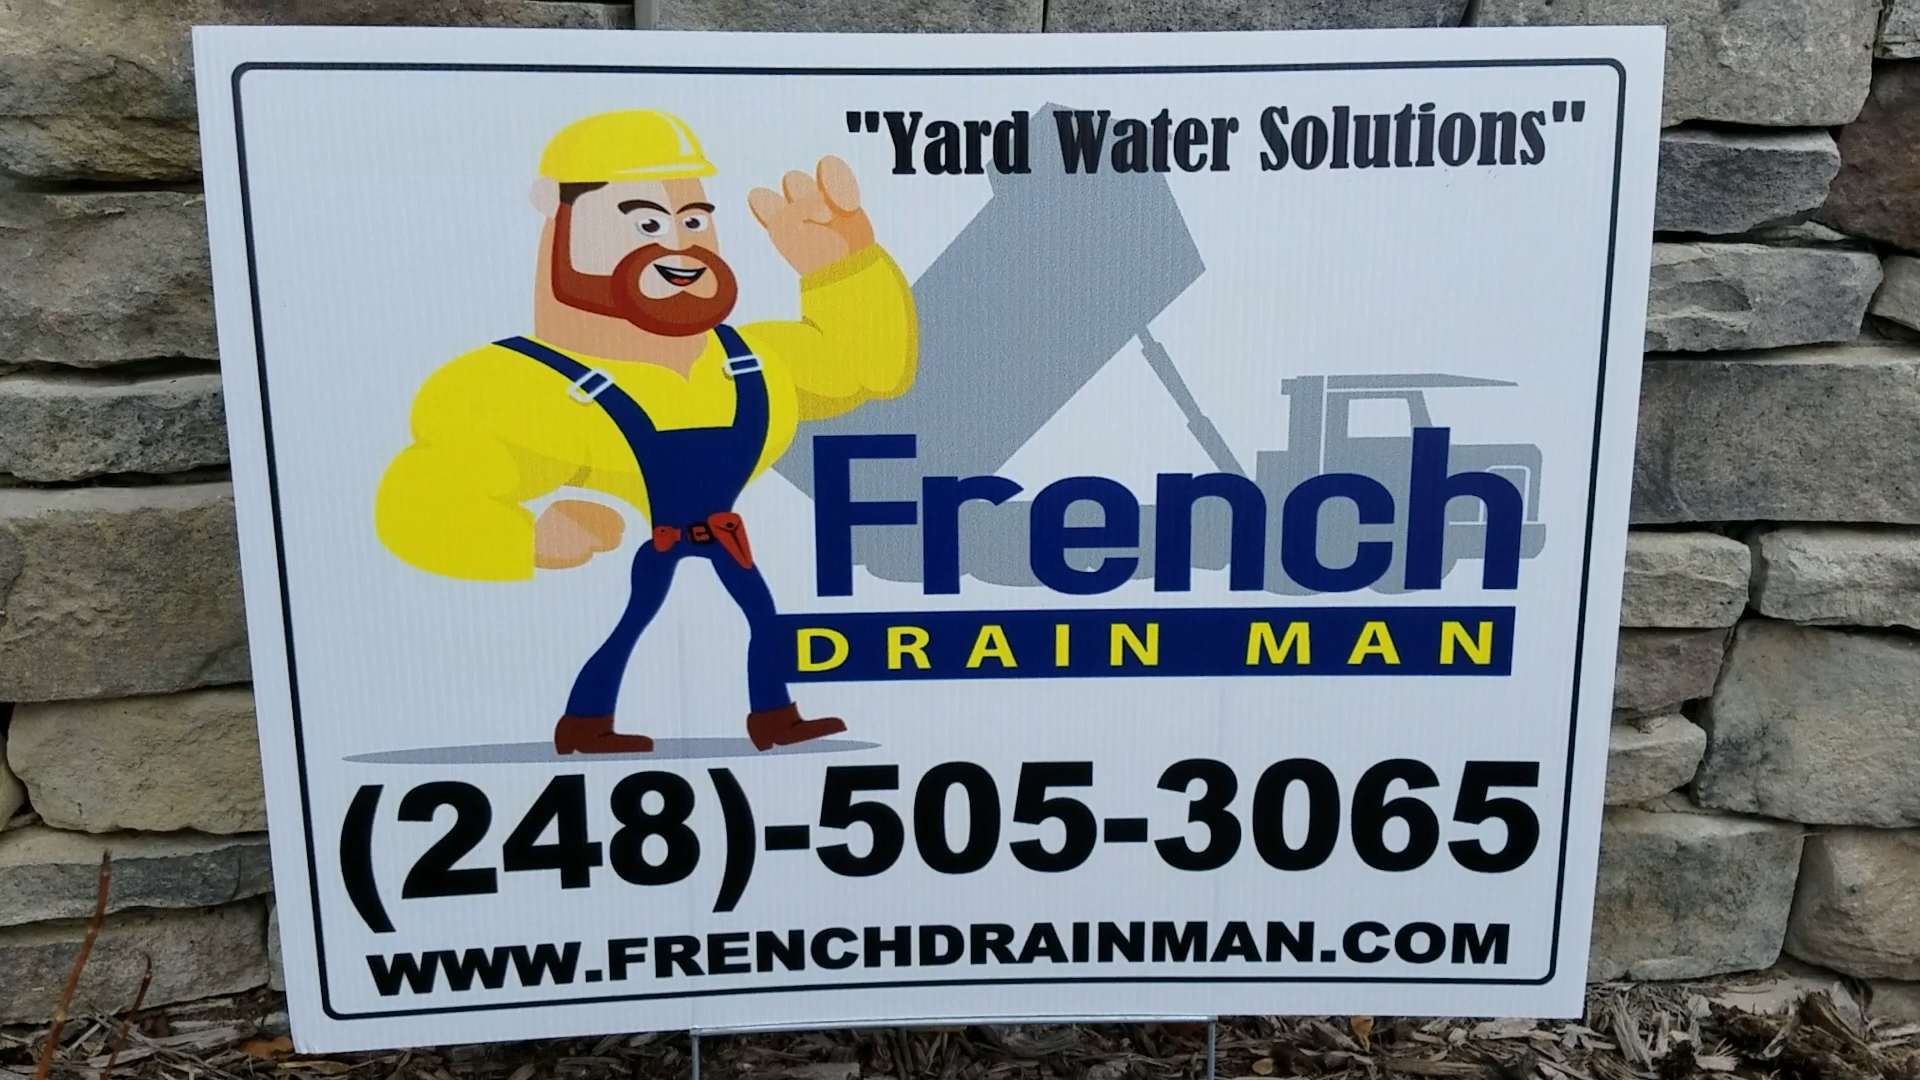 "Yard Water Solutions"
French
DRAIN MAN
(248)-505-3065
WWW.FRENCHDRAINMAN.COM